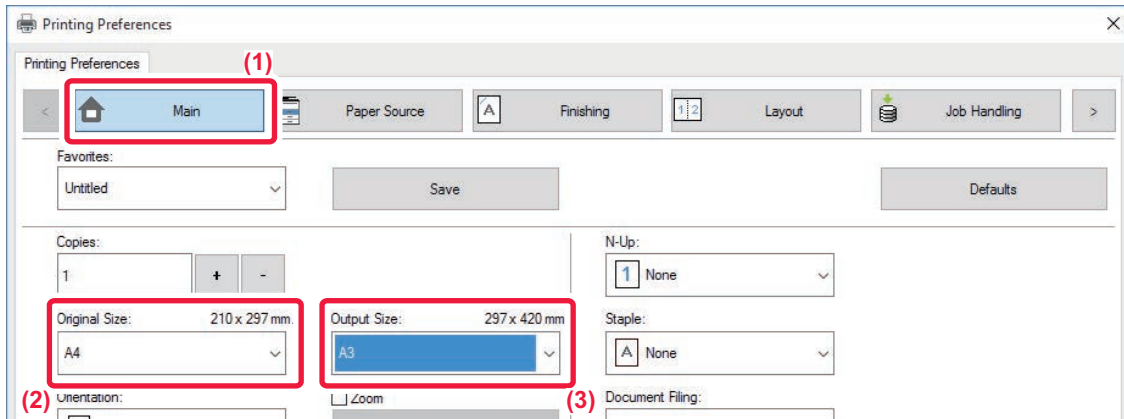 Printing Preferences
Printing Preferences
(1)
< Main Paper Source Finishing Layout Job Handling >
Favorites:
Untitled Save Defaults
Copies: N-Up:
1 + - 1 None
Original Size: 210 x 297 mm. Output Size: 297 x 420 mm Staple:
A4 A3 A None
(2) Orientation: Zoom (3) Document Filing: